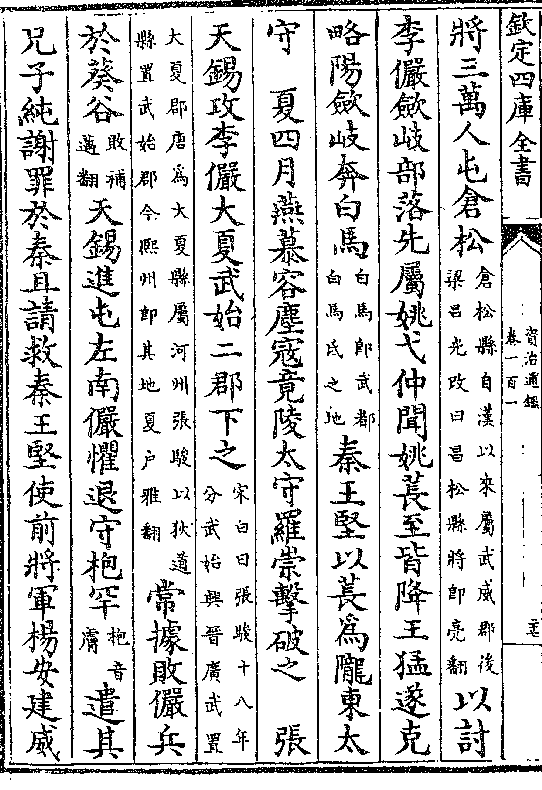 欽定四庫全書
資治通鑑
卷一百一
將三萬人屯倉松倉松縣自漢以來屬武威郡後梁呂光改曰昌松縣將即亮翻以討
李儼歛岐部落先屬姚弋仲聞姚萇至皆降王猛遂克
略陽歛岐奔白馬白馬即武都白馬氐之地秦王堅以萇爲隴東太
守 夏四月燕慕容塵寇竟陵太守羅崇擊破之 張
天錫攻李儼大夏武始二郡下之宋白曰張駿十八年分武始興晉廣武置
大夏郡唐爲大夏縣屬河州張駿以狄道縣置武始郡今熙州即其地夏户雅翻常據敗儼兵
於葵谷敗補邁翻天錫進屯左南儼懼退守枹罕枹音膚遣其
兄子純謝罪於秦且請救秦王堅使前將軍楊安建威